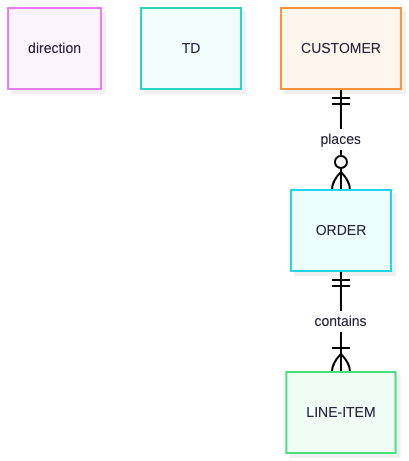 direction
TD
CUSTOMER
places
ORDER
contains
LINE-ITEM